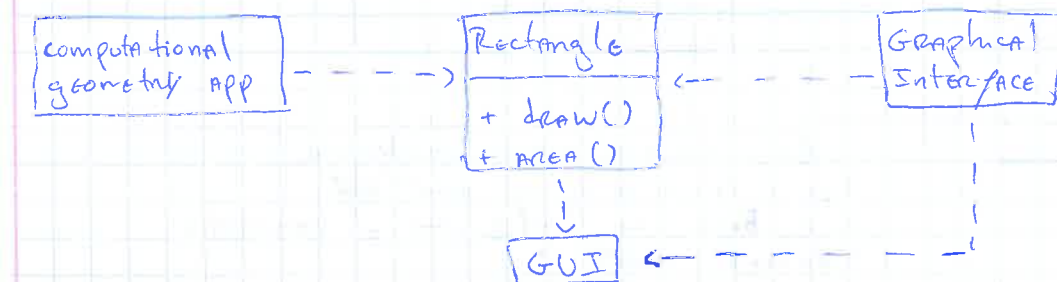 computational
geometry APP
Rectangle
+ draw()
+ AREA ()
GRAphical
InterfACE
GUI